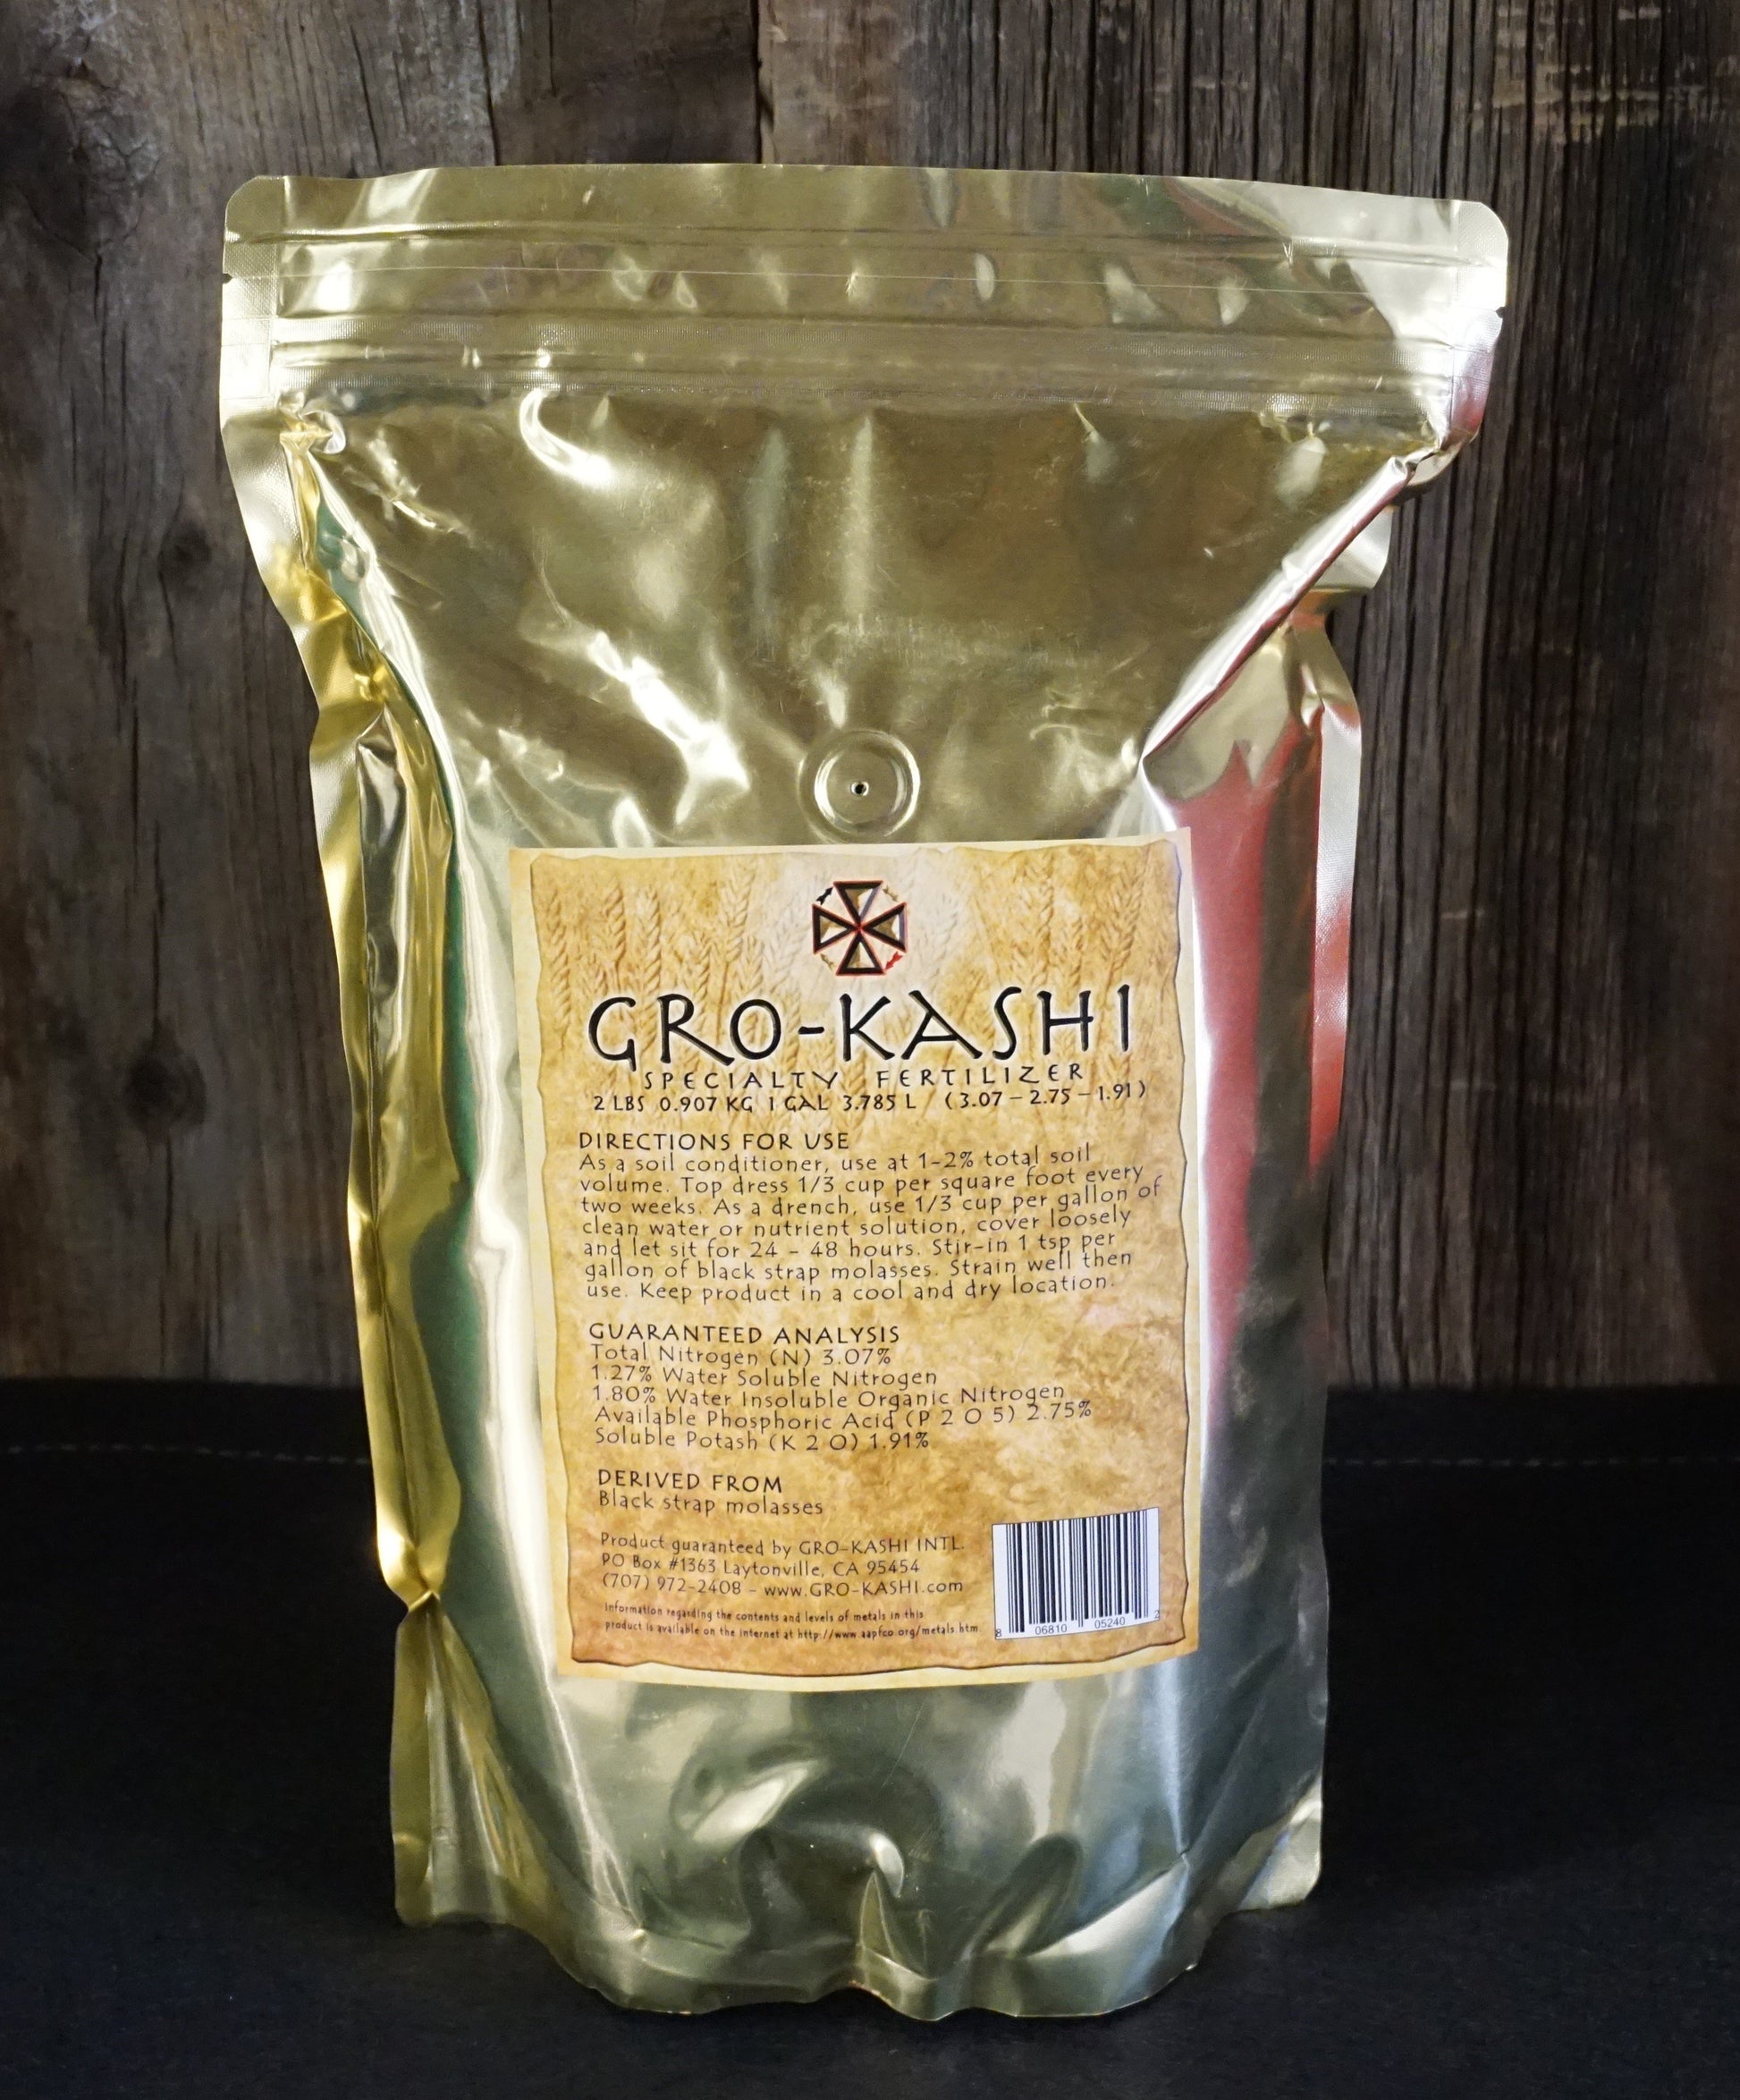 GRO-KASHI
SPECIALTY FERTILIZER
2 LBS 0.907 KG 1 GAL 3.785 L (3.07 - 2.75 - 1.91)
DIRECTIONS FOR USE
As a soil conditioner, use at 1-2% total soil
volume. Top dress 1/3 cup per square foot every
two weeks. As a drench, use 1/3 cup per gallon of
clean water or nutrient solution, cover loosely
and let sit for 24 - 48 hours. Stir-in 1 tsp per
gallon of black strap molasses. Strain well then
use. Keep product in a cool and dry location.
GUARANTEED ANALYSIS
Total Nitrogen (N) 3.07%
1.27% Water Soluble Nitrogen
1.80% Water Insoluble Organic Nitrogen
Available Phosphoric Acid (P 2 O 5) 2.75%
Soluble Potash (K 2 O) 1.91%
DERIVED FROM
Black strap molasses
Product guaranteed by GRO-KASHI INTL.
PO Box #1363 Laytonville, CA 95454
(707) 972-2408 - www.GRO-KASHI.com
Information regarding the contents and levels of metals in this
product is available on the internet at http://www.aapfco.org/metals.htm
8 06810 05240 2